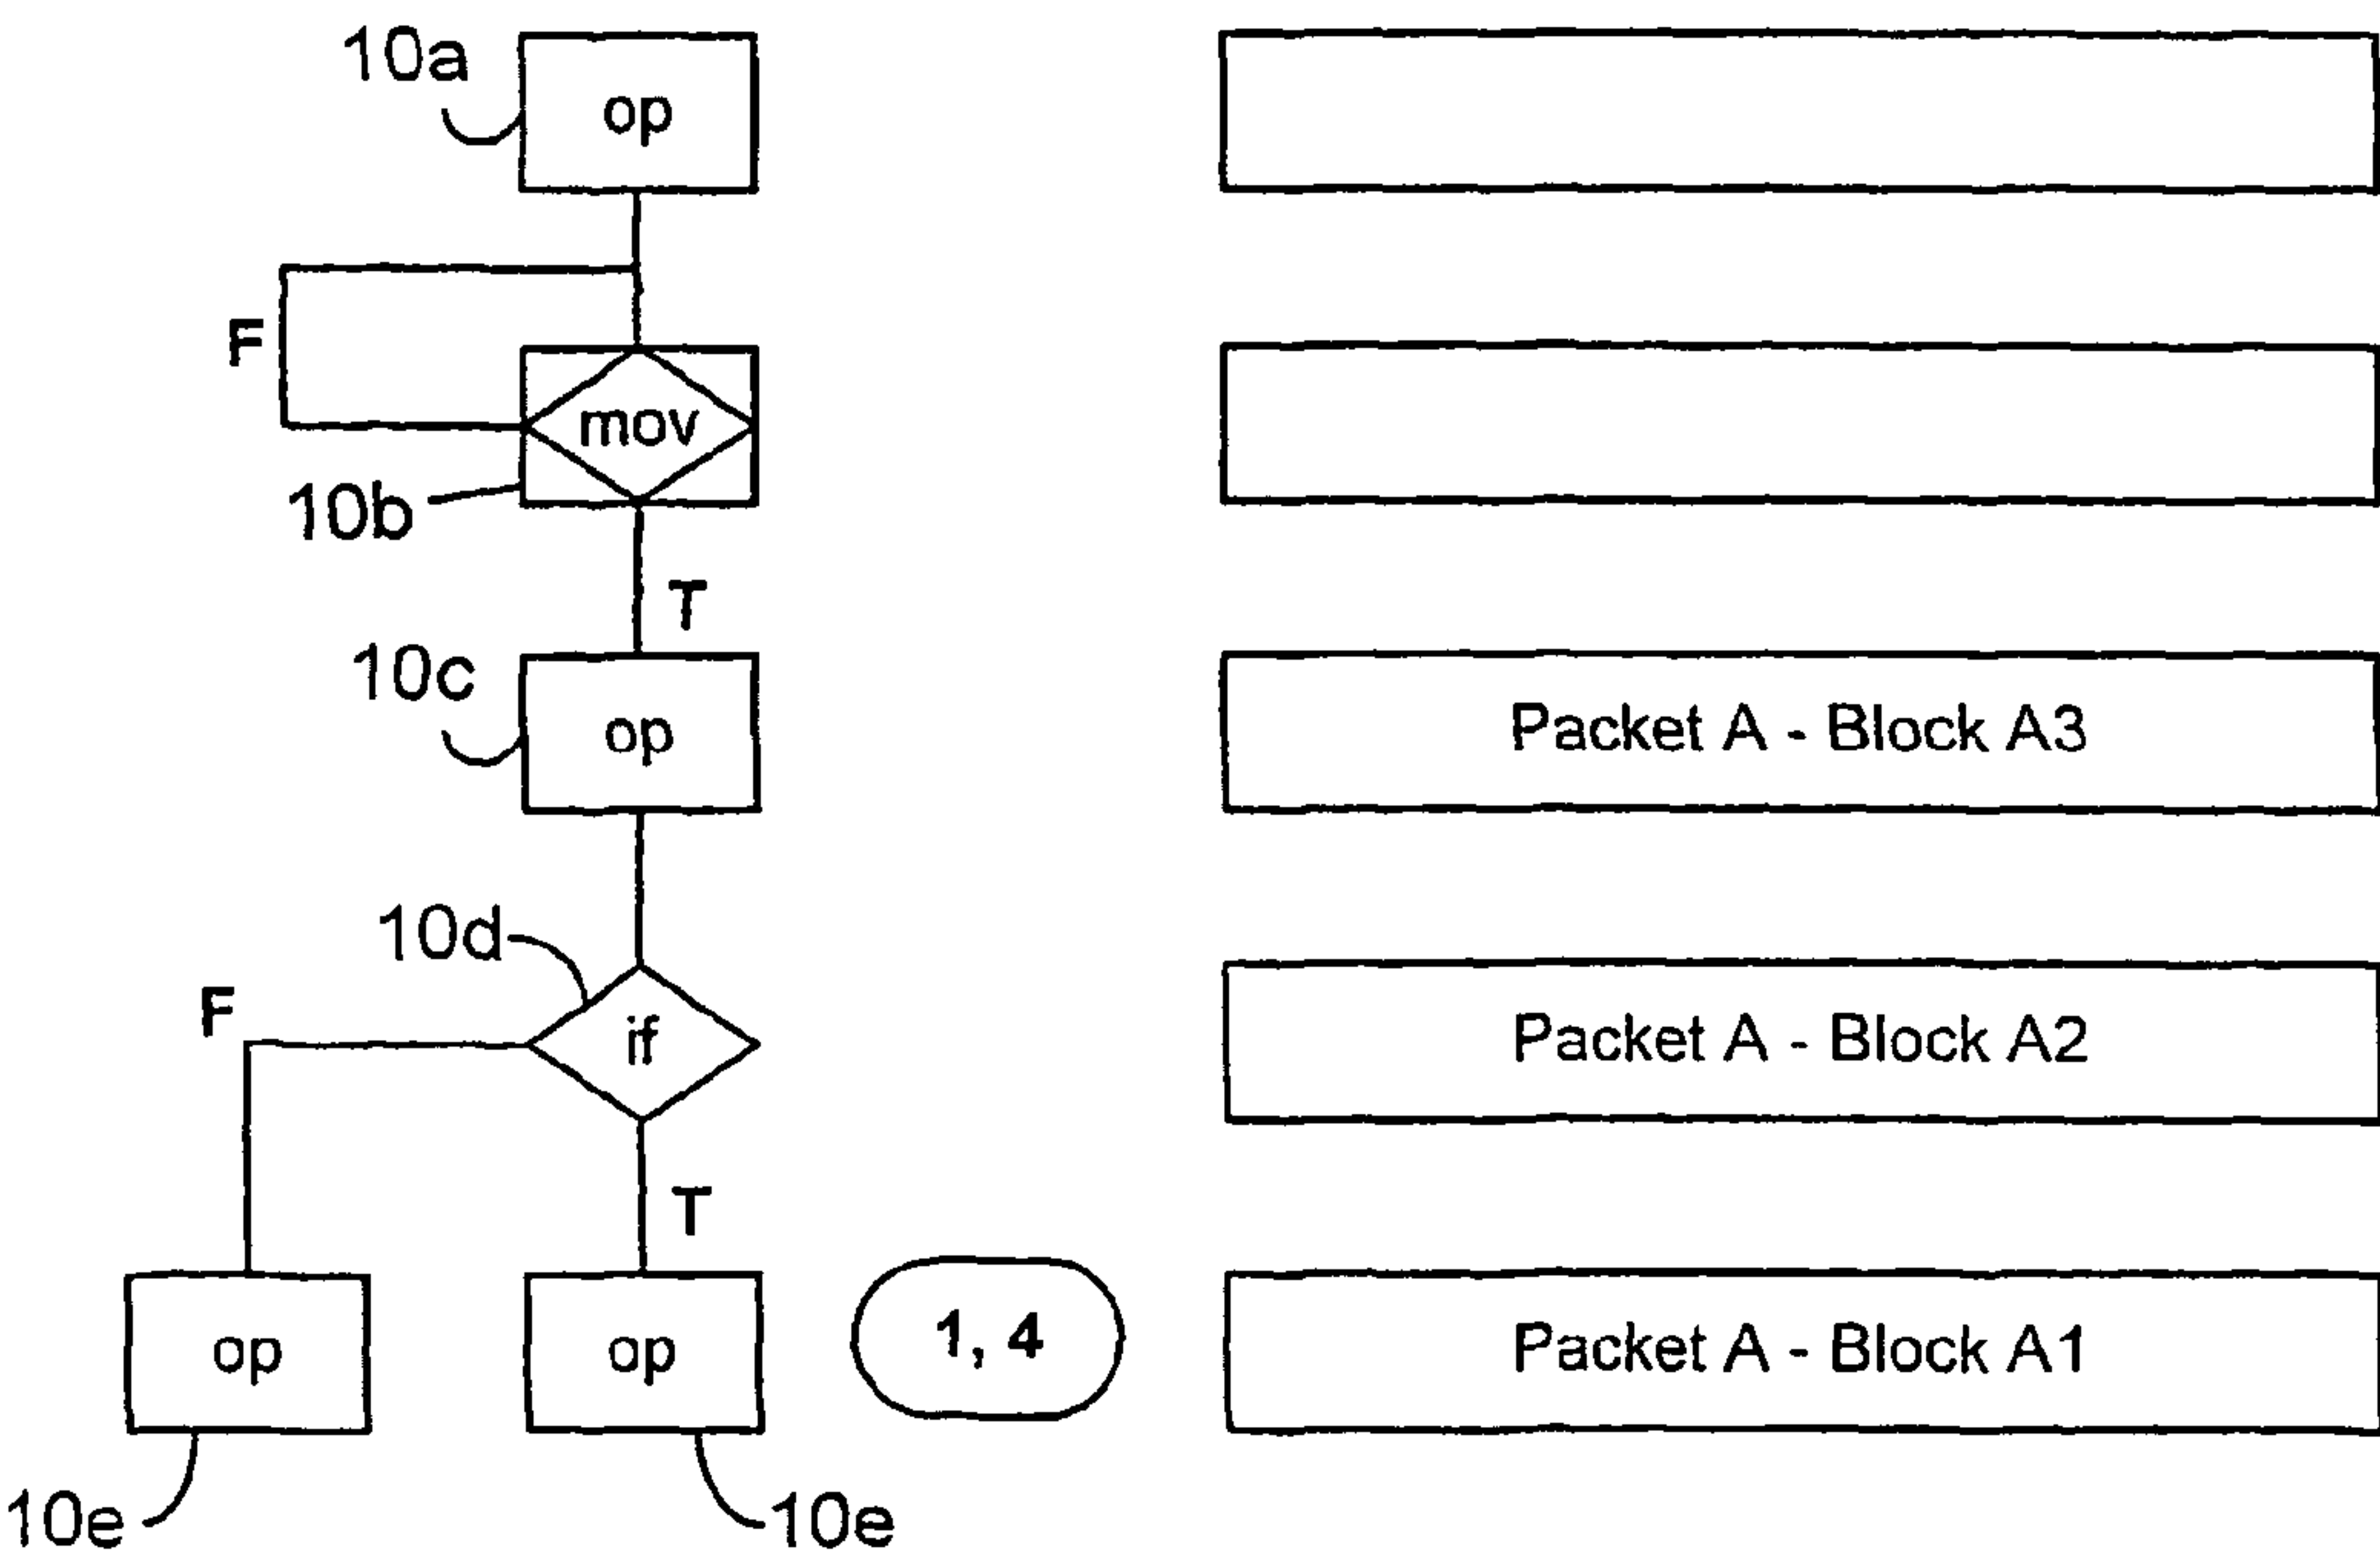 10a
op
F
mov
10b
T
10c
op
Packet A - Block A3
10d
F
if
Packet A - Block A2
T
op
op
1, 4
Packet A - Block A1
10e
10e